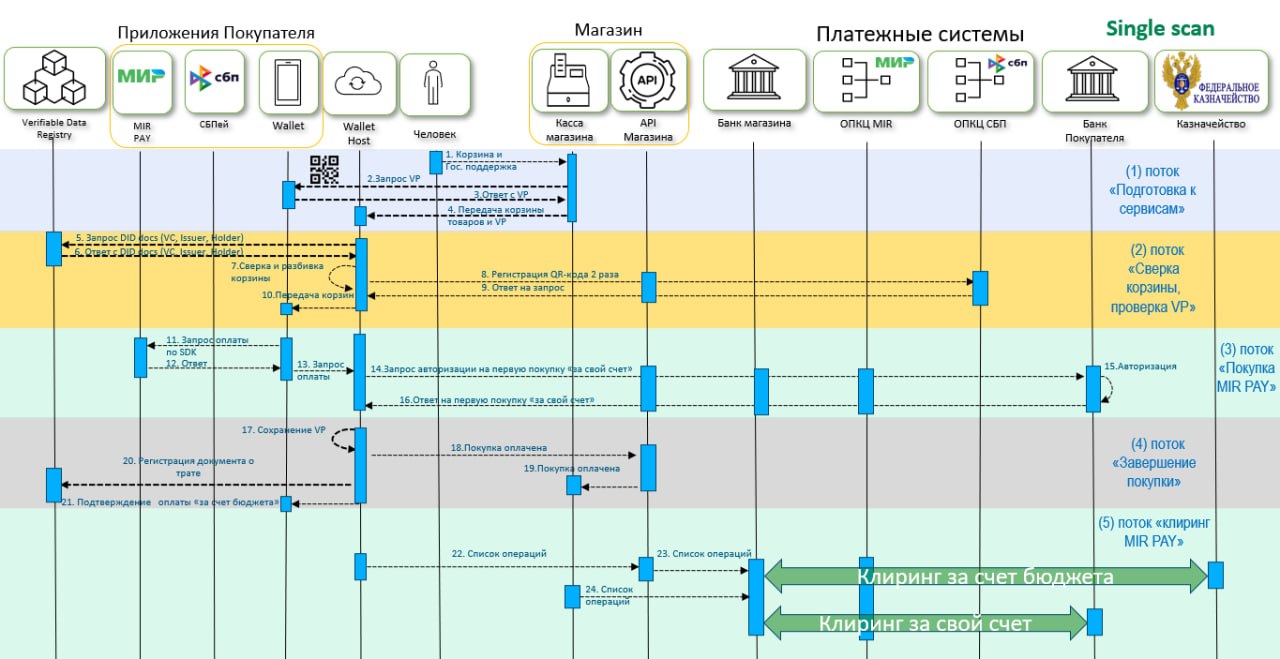 Приложения Покупателя
Магазин
Платежные системы
Single scan
МИР
сбп
API
МИР
сбп
ФЕДЕРАЛЬНОЕ
КАЗНАЧЕЙСТВО
Verifiable Data
Registry
MIR
PAY
СБПей
Wallet
Wallet
Host
Человек
Касса
магазина
API
Магазина
Банк магазина
ОПКЦ MIR
ОПКЦ СБП
Банк
Покупателя
Казначейство
1. Корзина и
Гос. поддержка
2.Запрос VP
3.Ответ с VP
4. Передача корзины
товаров и VP
(1) поток
«Подготовка к
сервисам»
5. Запрос DID docs (VC, Issuer, Holder)
6. Ответ с DID docs (VC, Issuer, Holder)
7.Сверка и разбивка
корзины
8. Регистрация QR-кода 2 раза
9. Ответ на запрос
10.Передача корзин
(2) поток
«Сверка
корзины,
проверка VP»
11. Запрос оплаты
по SDK
12. Ответ
13. Запрос
оплаты
14.Запрос авторизации на первую покупку «за свой счет»
15.Авторизация
16.Ответ на первую покупку «за свой счет»
(3) поток
«Покупка
MIR PAY»
17. Сохранение VP
18.Покупка оплачена
19.Покупка оплачена
20. Регистрация документа о
трате
21. Подтверждение оплаты «за счет бюджета»
(4) поток
«Завершение
покупки»
(5) поток «клиринг
MIR PAY»
22. Список операций
23. Список операций
24. Список
операций
Клиринг за счет бюджета
Клиринг за свой счет